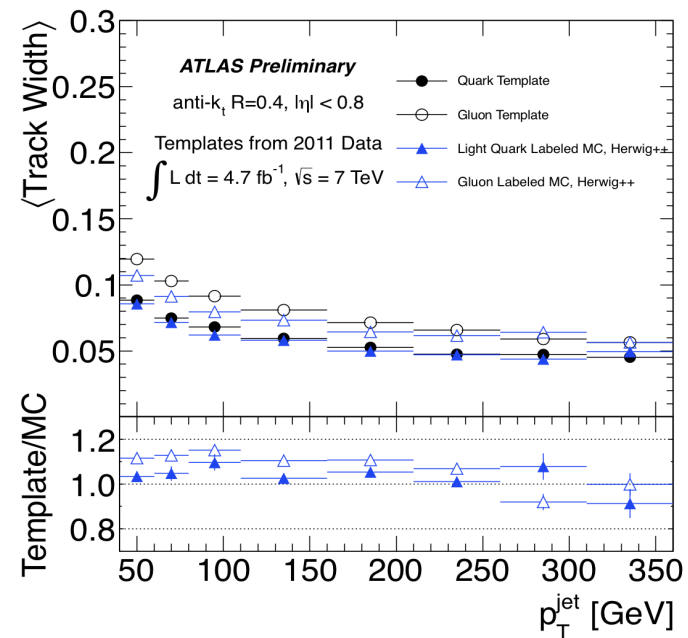 ⟨Track Width⟩
0.3
0.25
0.2
0.15
0.1
0.05
ATLAS Preliminary
anti-k_t R=0.4, |η| < 0.8
Templates from 2011 Data
∫ L dt = 4.7 fb⁻¹, √s = 7 TeV
Quark Template
Gluon Template
Light Quark Labeled MC, Herwig++
Gluon Labeled MC, Herwig++
Template/MC
1.2
1.0
0.8
50 100 150 200 250 300 350
p_T^jet [GeV]